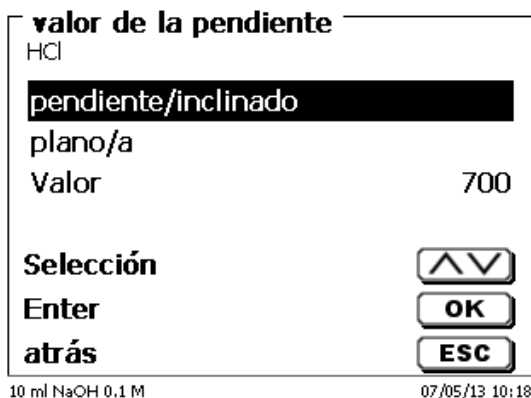 valor de la pendiente
HCl
pendiente/inclinado
plano/a
Valor 700
Selección
Enter OK
atrás ESC
10 ml NaOH 0.1 M 07/05/13 10:18